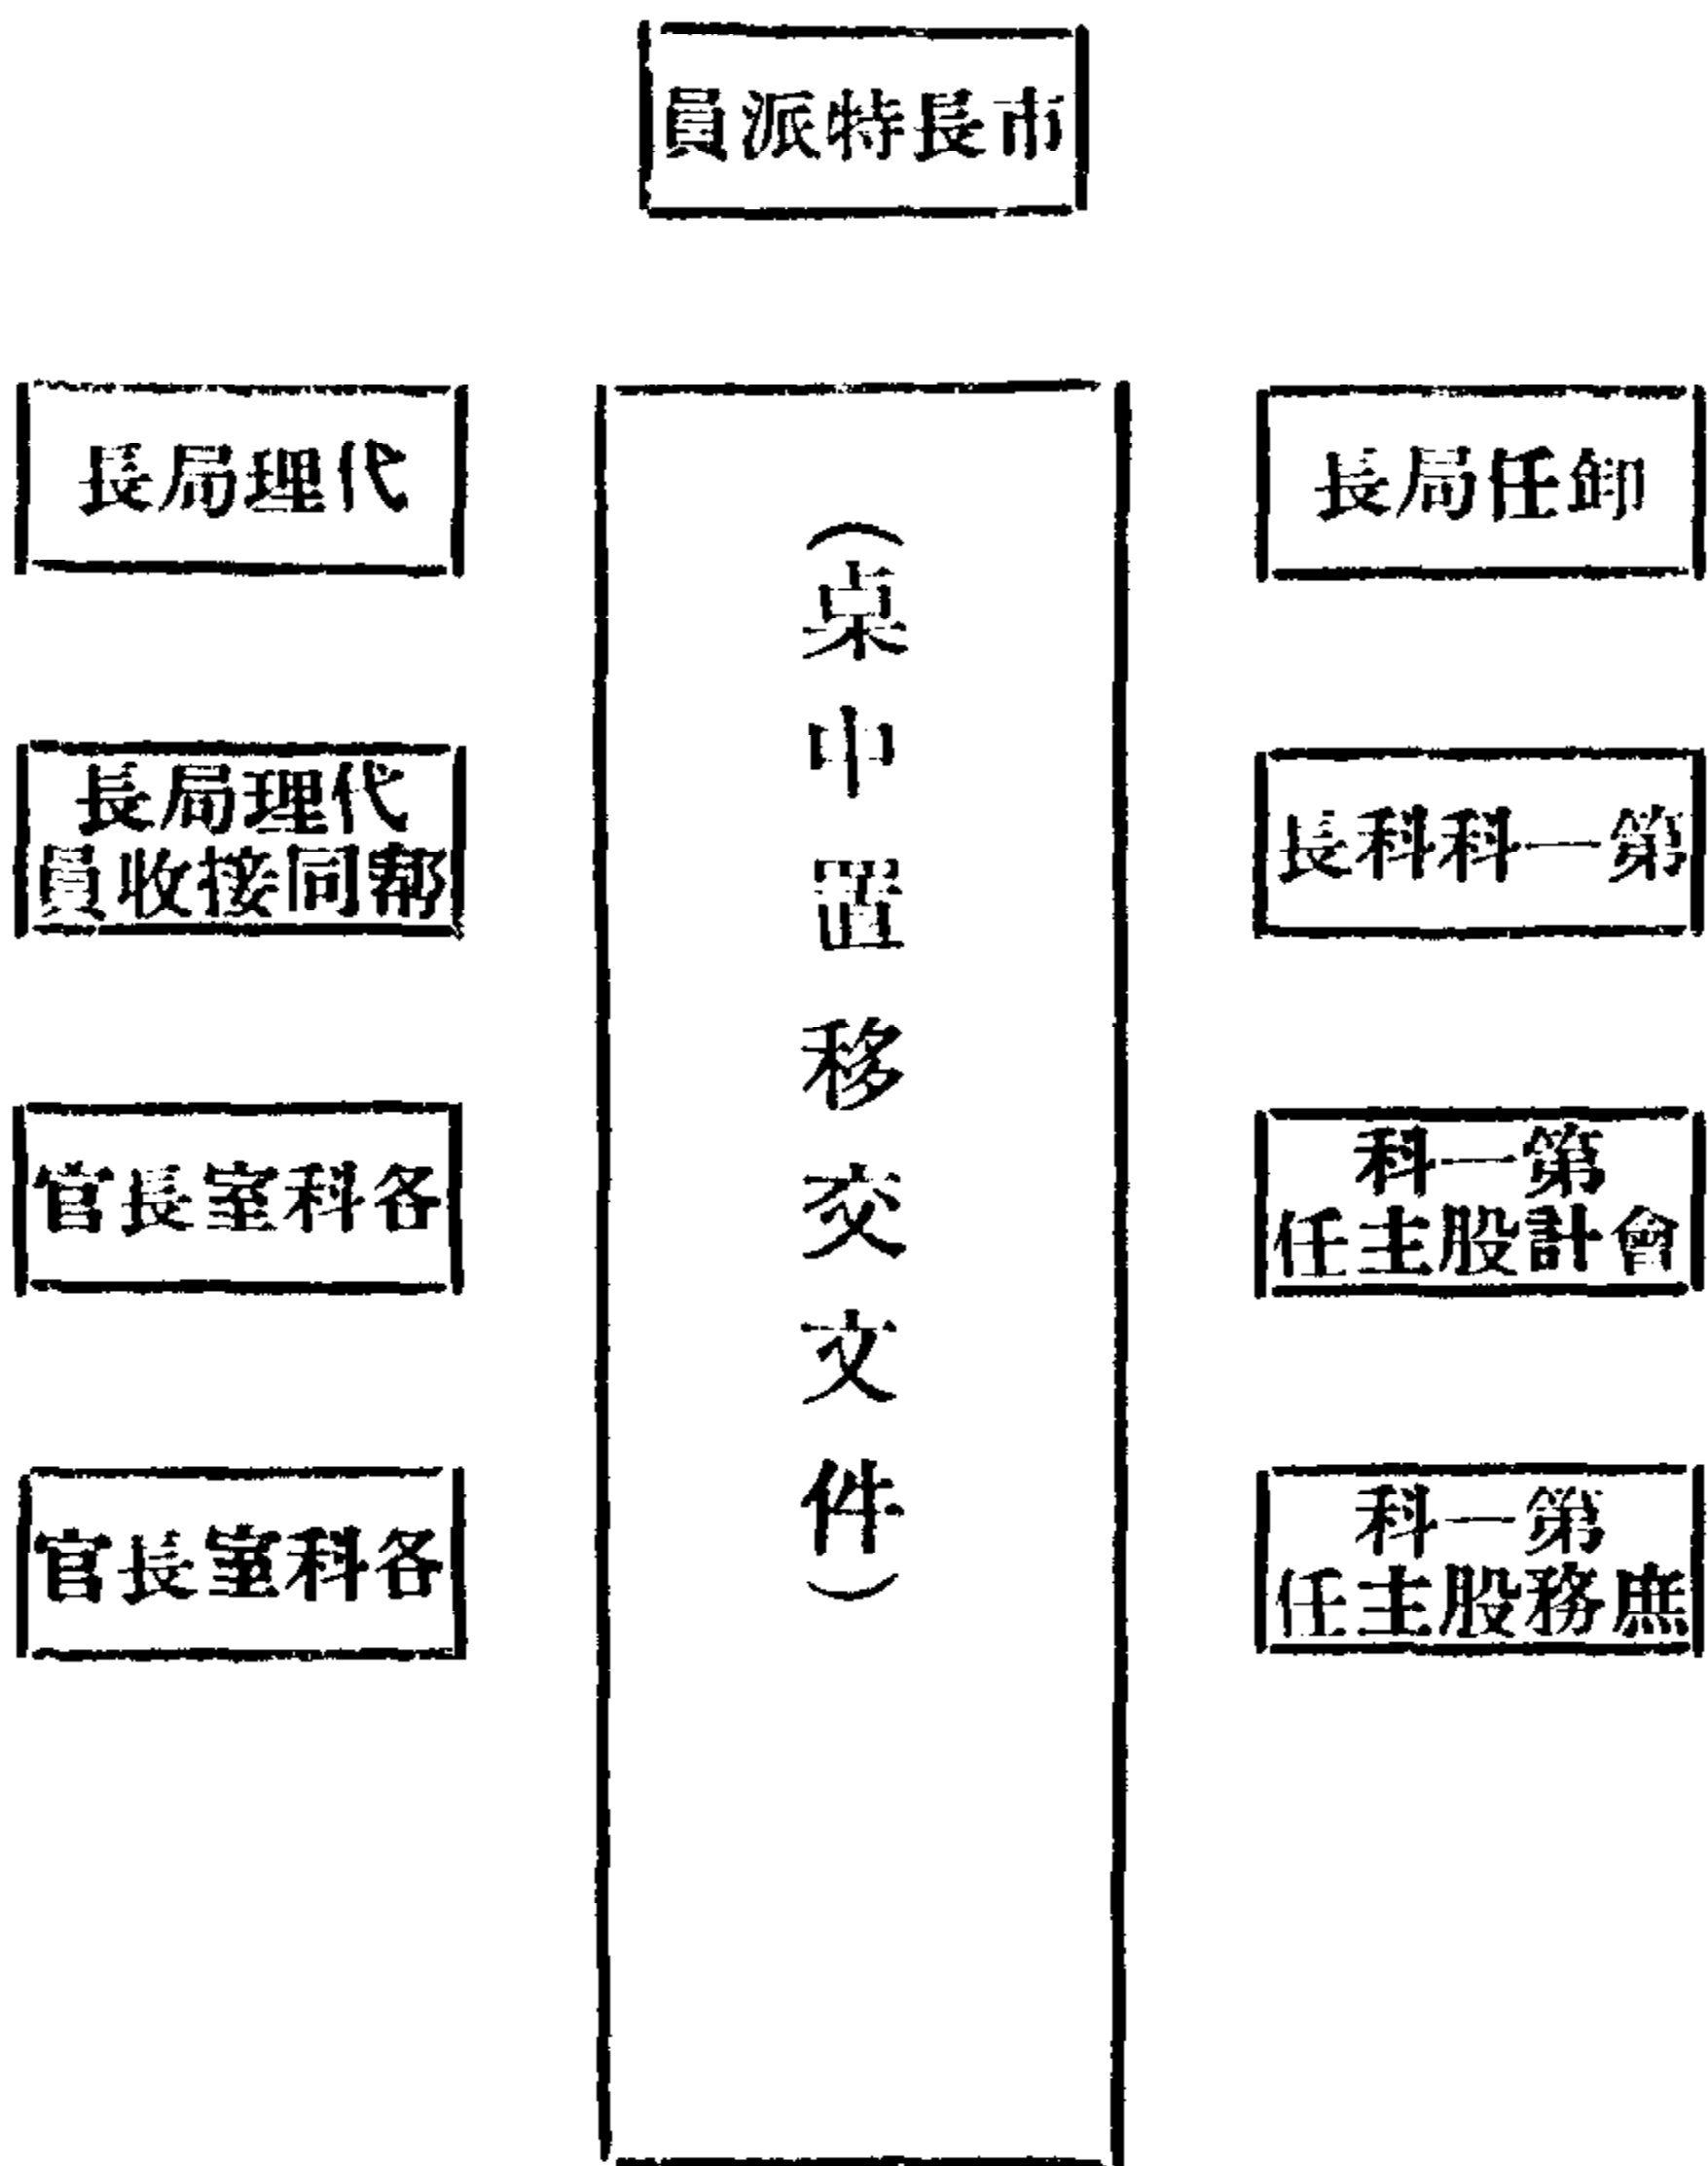 市長特派員
卸任局長
第一科科長
第一科
會計股主任
第一科
庶務股主任
（桌中置移交文件）
代理局長
代理局長
帮同接收員
各科室長官
各科室長官